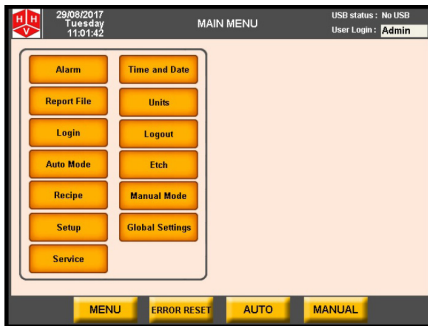 H H
V
29/08/2017
Tuesday
11:01:42
MAIN MENU
USB status : No USB
User Login : Admin
Alarm
Time and Date
Report File
Units
Login
Logout
Auto Mode
Etch
Recipe
Manual Mode
Setup
Global Settings
Service
MENU
ERROR RESET
AUTO
MANUAL